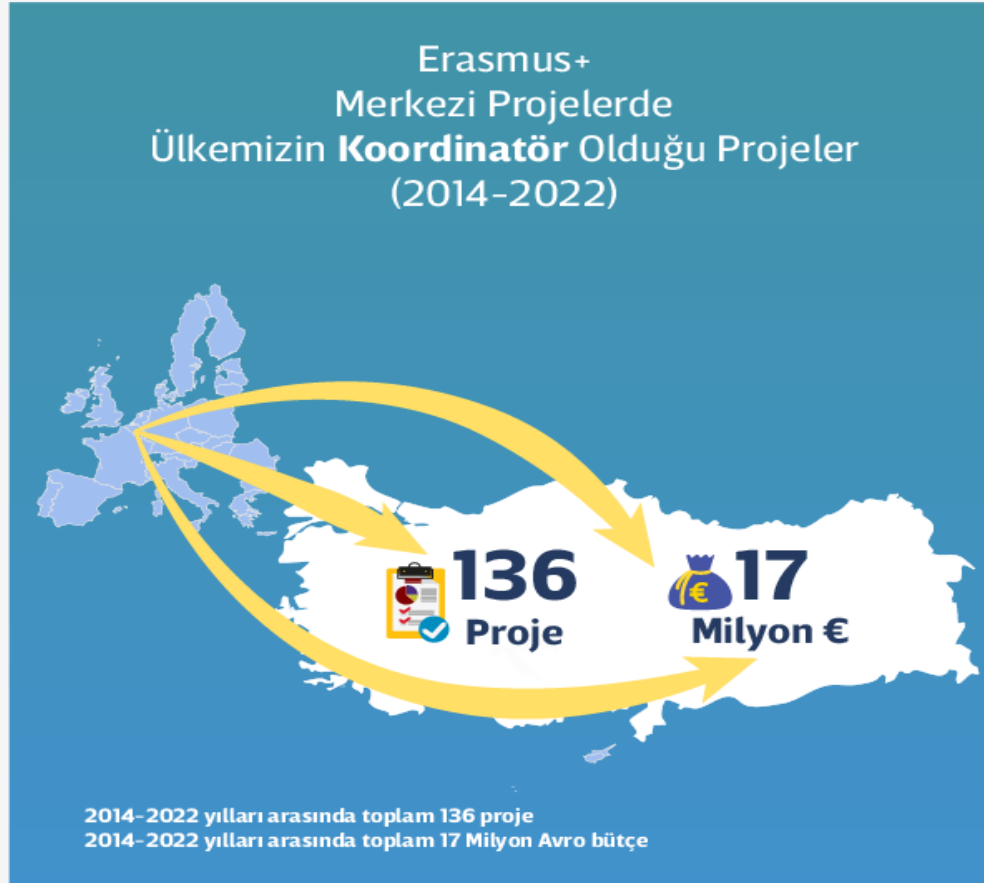 Erasmus+
Merkezi Projelerde
Ülkemizin Koordinatör Olduğu Projeler
(2014-2022)
136
Proje
€ 17
Milyon €
2014-2022 yılları arasında toplam 136 proje
2014-2022 yılları arasında toplam 17 Milyon Avro bütçe